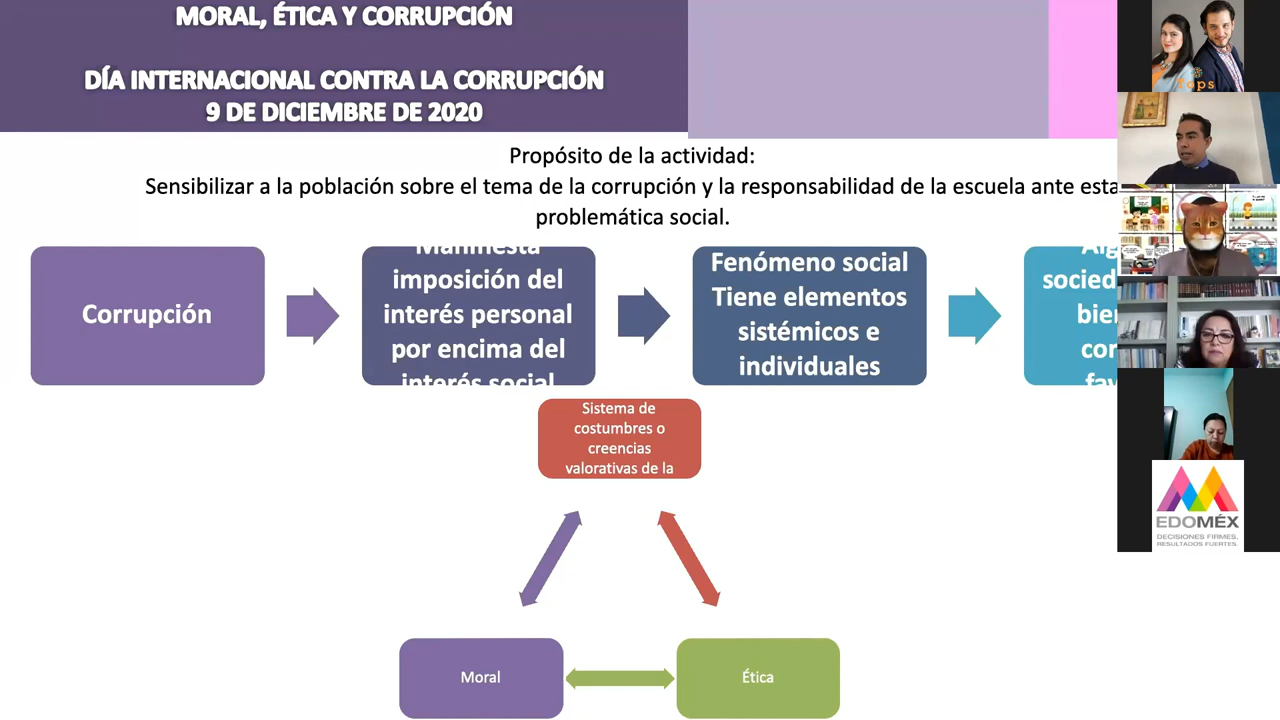 MORAL, ÉTICA Y CORRUPCIÓN
DÍA INTERNACIONAL CONTRA LA CORRUPCIÓN
9 DE DICIEMBRE DE 2020
Propósito de la actividad:
Sensibilizar a la población sobre el tema de la corrupción y la responsabilidad de la escuela ante esta
problemática social.
Corrupción
Manifiesta
imposición del
interés personal
por encima del
interés social
Fenómeno social
Tiene elementos
sistémicos e
individuales
Sistema de
costumbres o
creencias
valorativas de la
Moral
Ética
EDOMÉX
DECISIONES FIRMES,
RESULTADOS FUERTES.